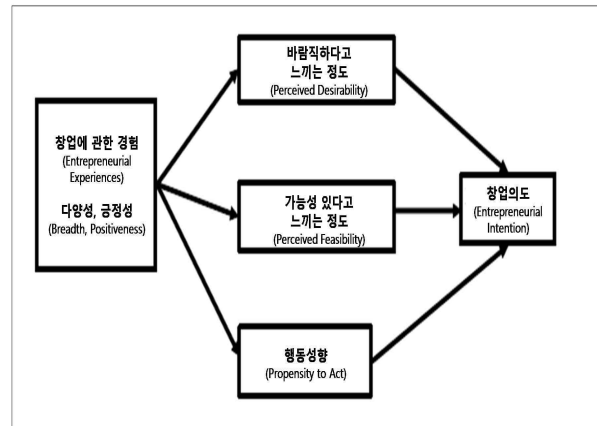 창업에 관한 경험
(Entrepreneurial
Experiences)
다양성, 긍정성
(Breadth, Positiveness)
바람직하다고
느끼는 정도
(Perceived Desirability)
가능성 있다고
느끼는 정도
(Perceived Feasibility)
행동성향
(Propensity to Act)
창업의도
(Entrepreneurial
Intention)